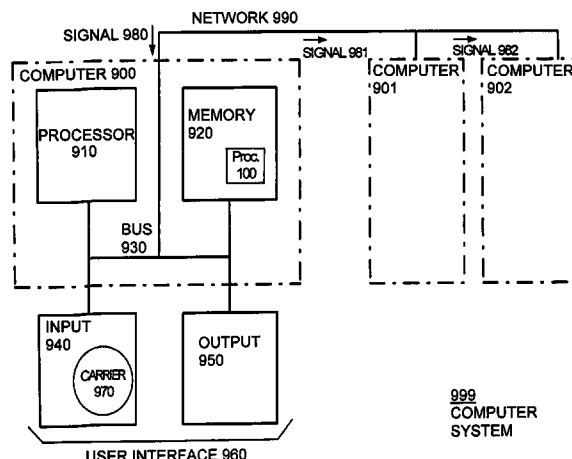 NETWORK 990
SIGNAL 980
SIGNAL 981
SIGNAL 982
COMPUTER 900
COMPUTER
901
COMPUTER
902
PROCESSOR
910
MEMORY
920
Proc.
100
BUS
930
INPUT
940
CARRIER
970
OUTPUT
950
999
COMPUTER
SYSTEM
USER INTERFACE 960